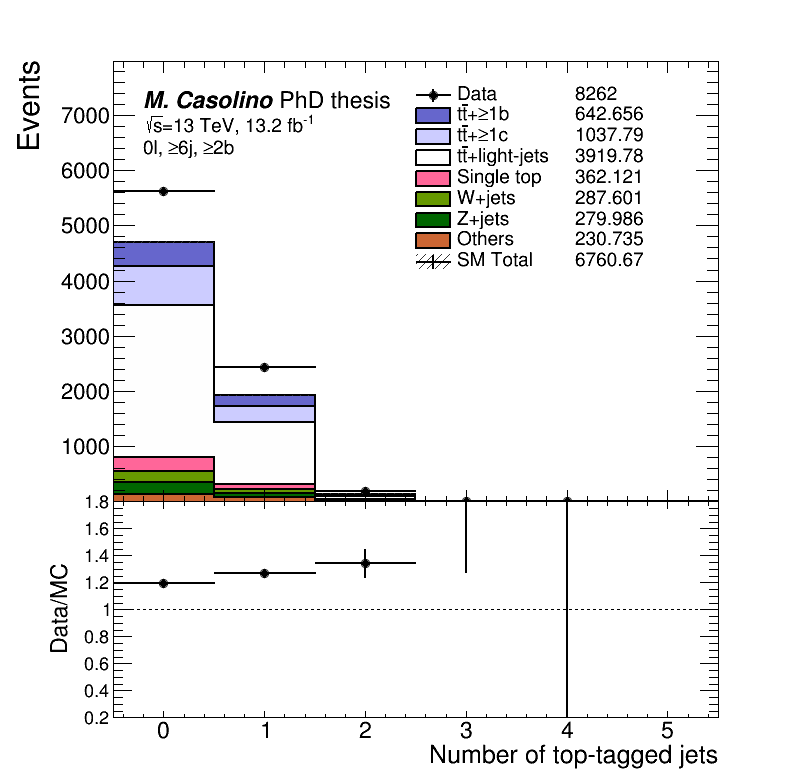 Events
M. Casolino PhD thesis
√s=13 TeV, 13.2 fb⁻¹
0l, ≥6j, ≥2b
Data 8262
tt̄+≥1b 642.656
tt̄+≥1c 1037.79
tt̄+light-jets 3919.78
Single top 362.121
W+jets 287.601
Z+jets 279.986
Others 230.735
SM Total 6760.67
7000
6000
5000
4000
3000
2000
1000
Data/MC
1.8
1.6
1.4
1.2
1
0.8
0.6
0.4
0.2
0 1 2 3 4 5
Number of top-tagged jets